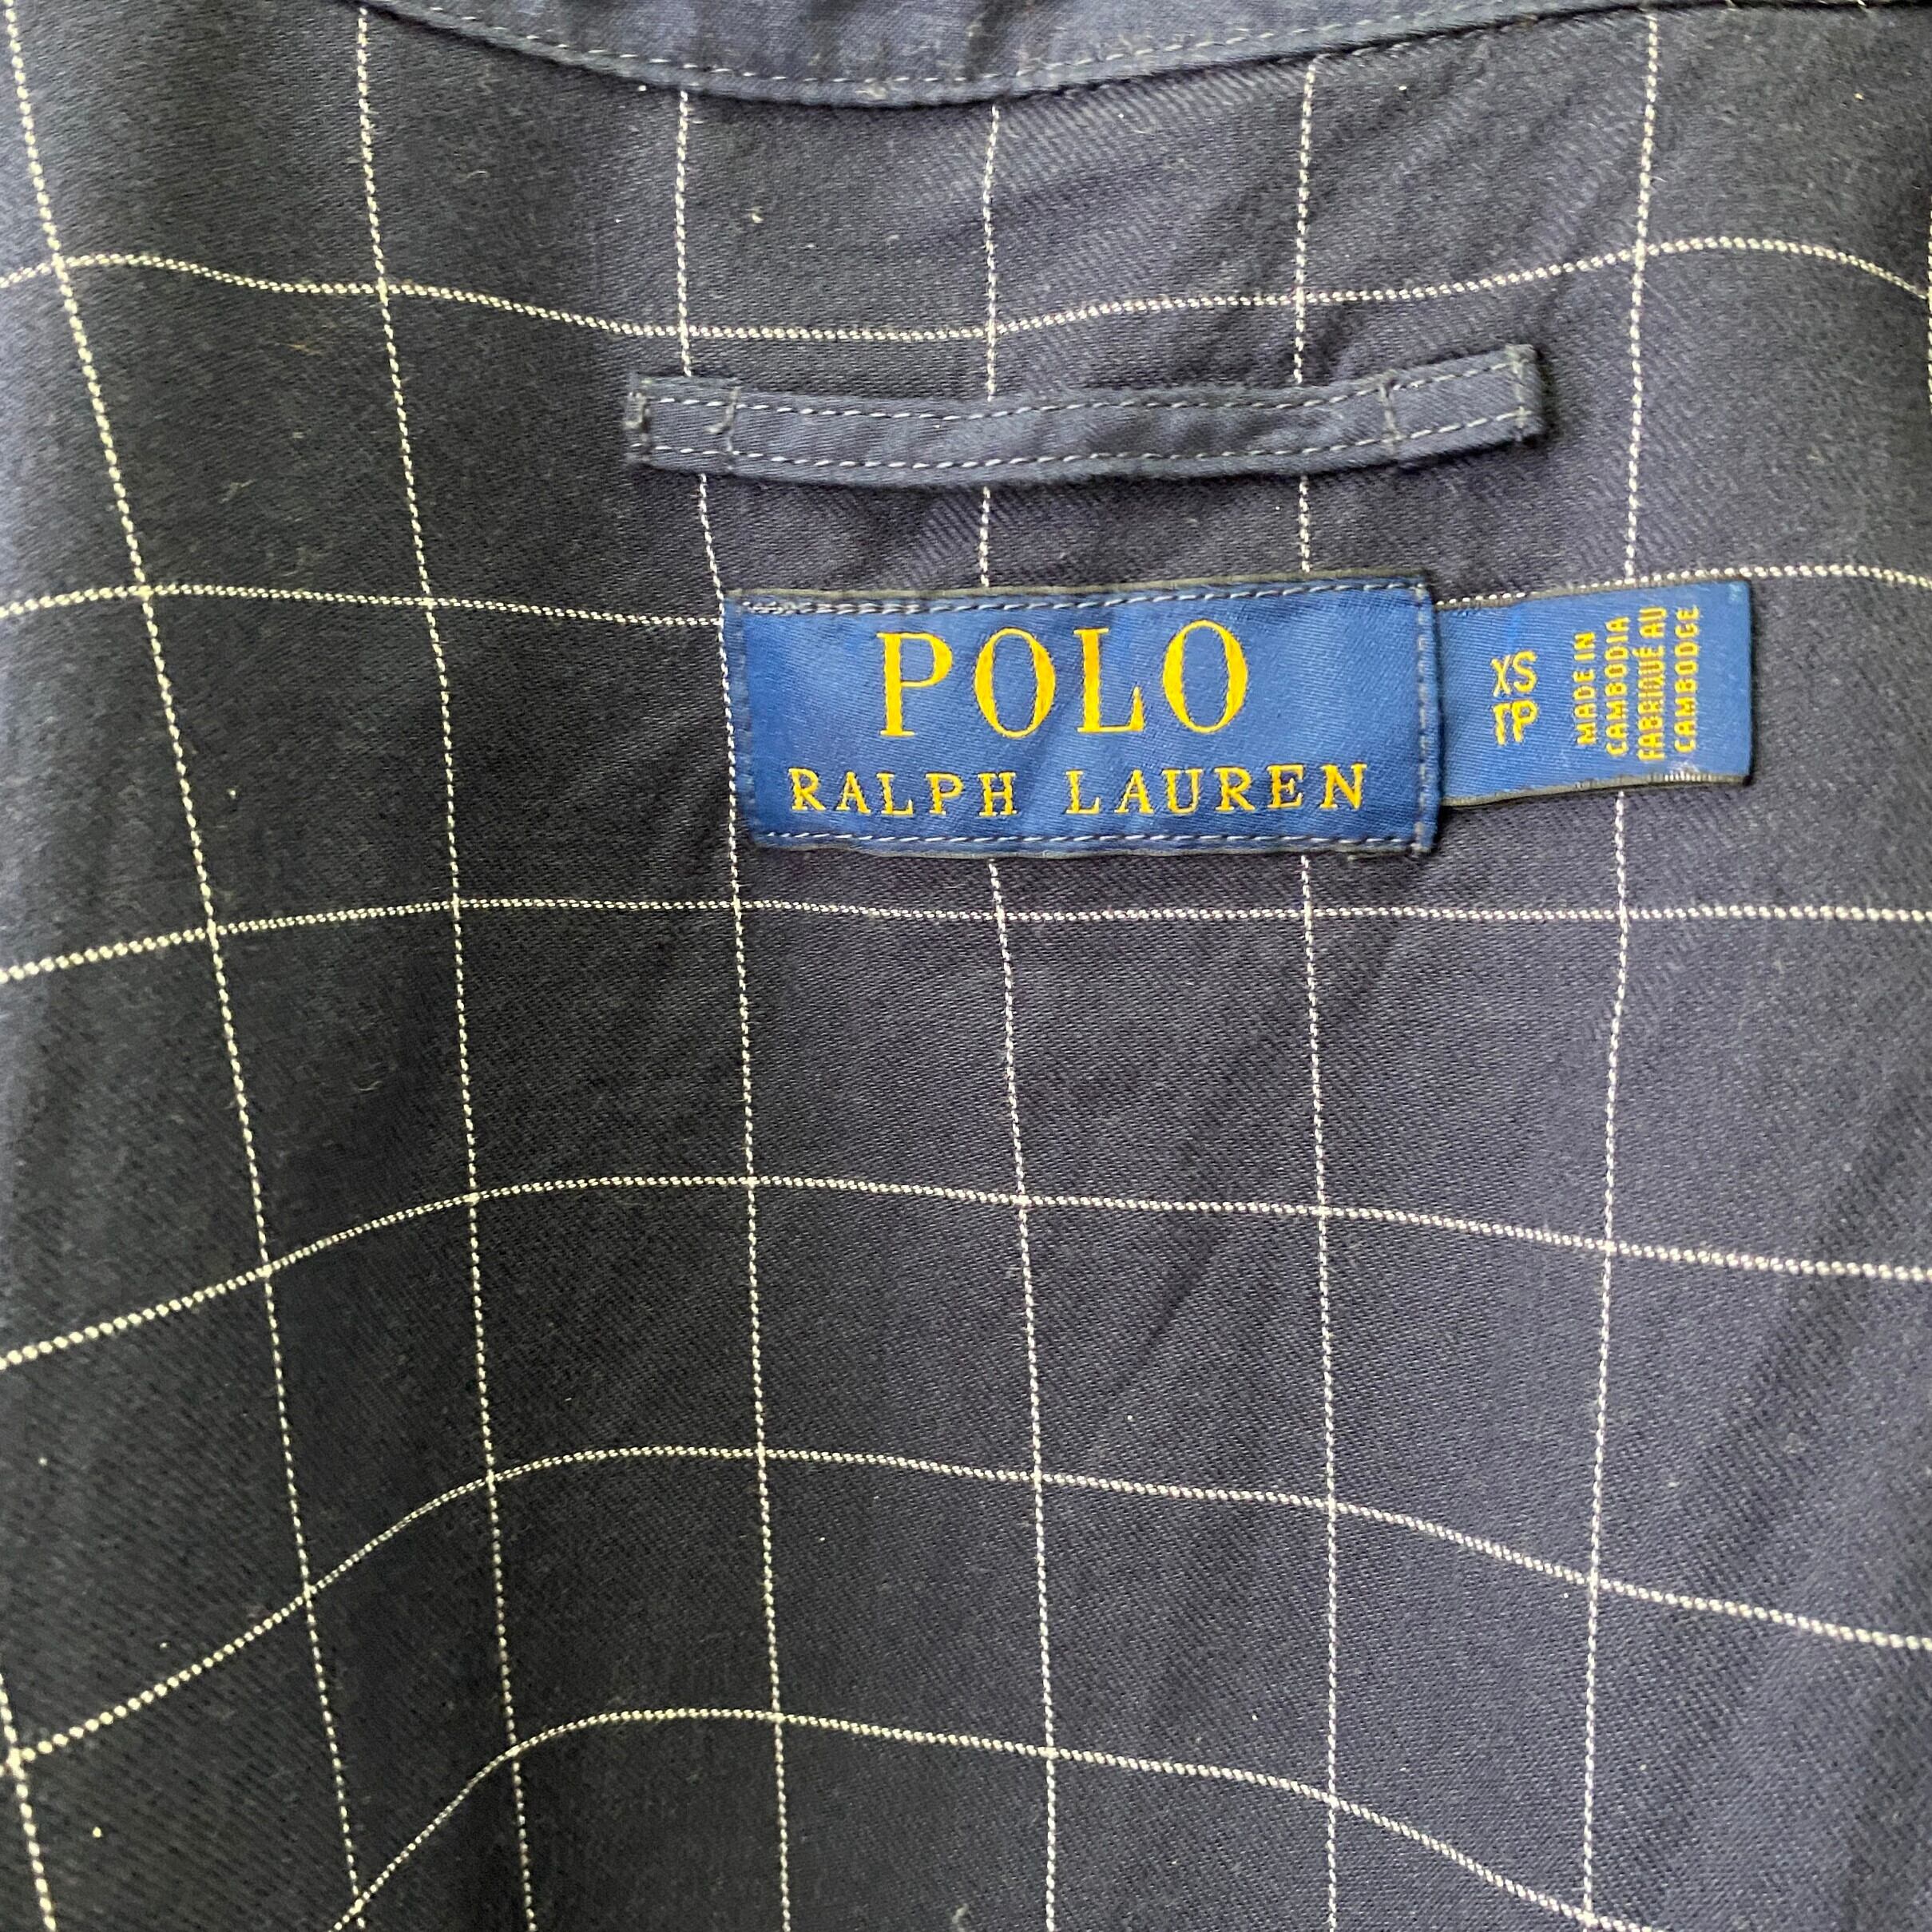 POLO
RALPH LAUREN
XS
TP
MADE IN
CAMBODIA
FABRIQUÉ AU
CAMBODGE